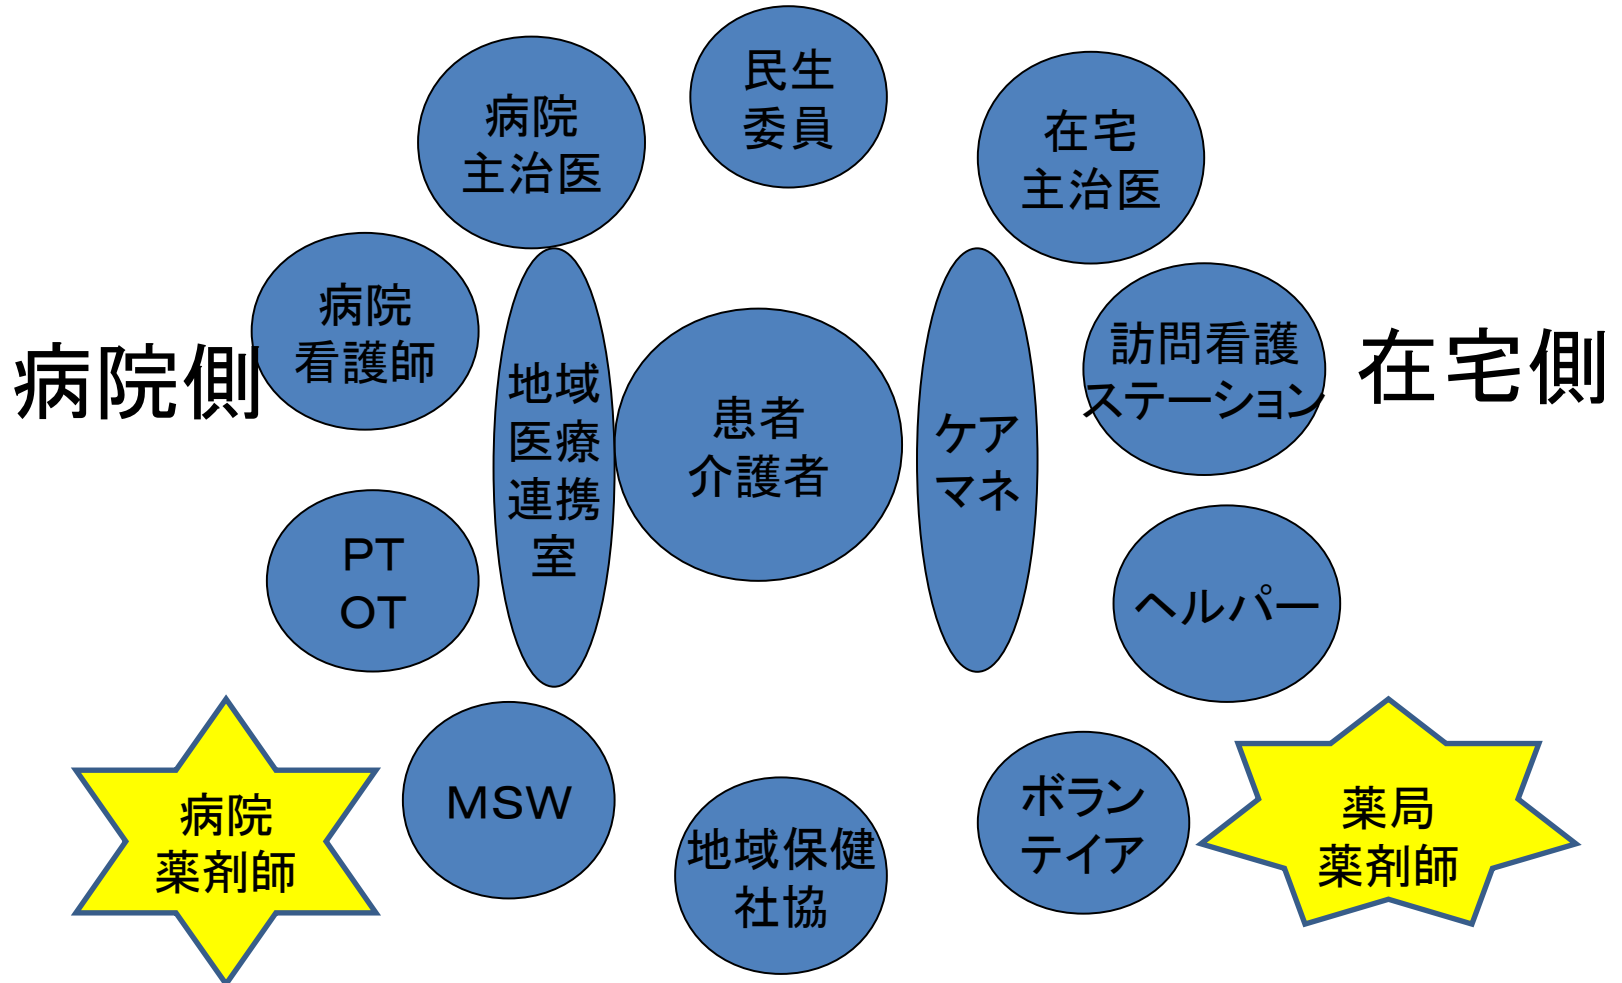 民生
委員
病院
主治医
在宅
主治医
病院
看護師
訪問看護
ステーション
病院側
在宅側
地域
医療
連携
室
患者
介護者
ケア
マネ
ＰＴ
ＯＴ
ヘルパー
病院
薬剤師
ＭＳＷ
地域保健
社協
ボラン
テイア
薬局
薬剤師